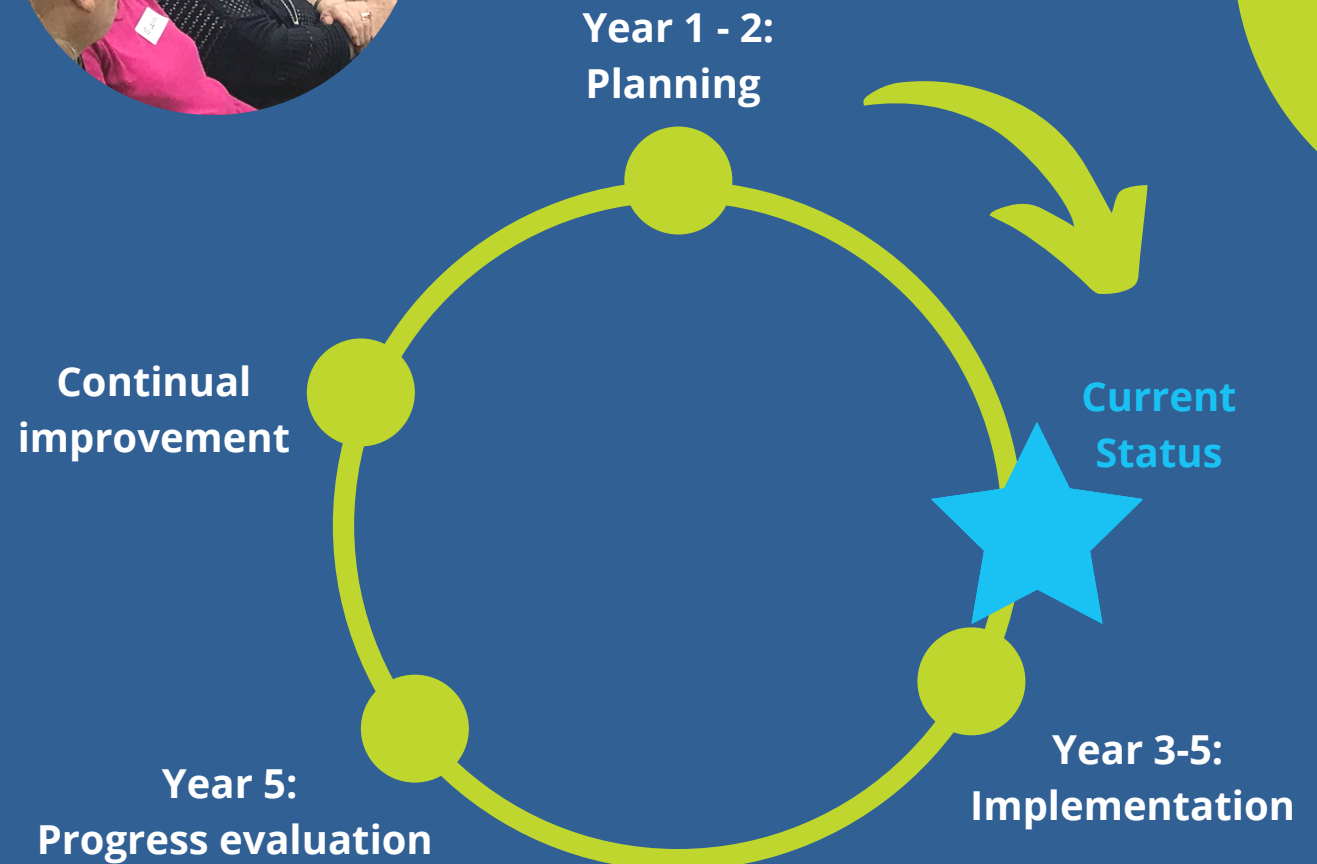 Year 1 - 2:
Planning
Current
Status
Year 3-5:
Implementation
Year 5:
Progress evaluation
Continual
improvement